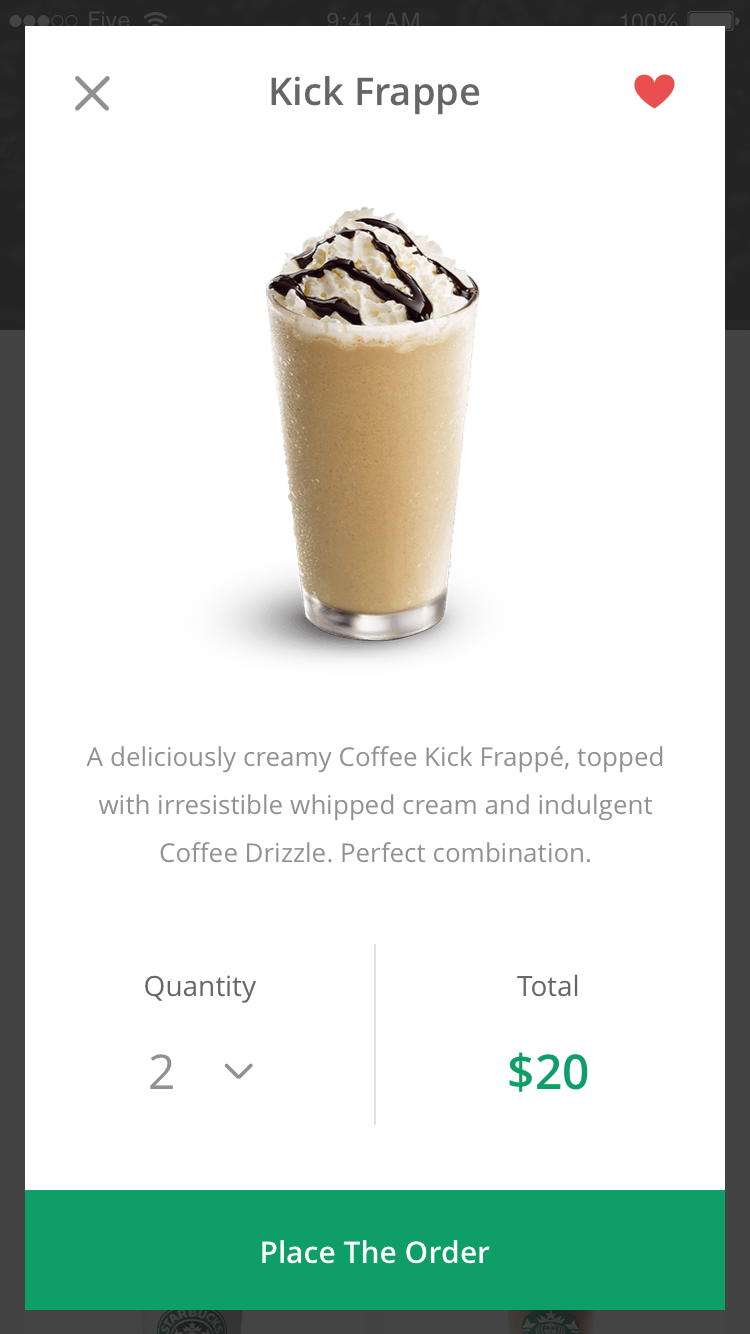 Five 9:41 AM 100%
Kick Frappe
A deliciously creamy Coffee Kick Frappé, topped
with irresistible whipped cream and indulgent
Coffee Drizzle. Perfect combination.
Quantity Total
2 $20
Place The Order
STARBUCKS